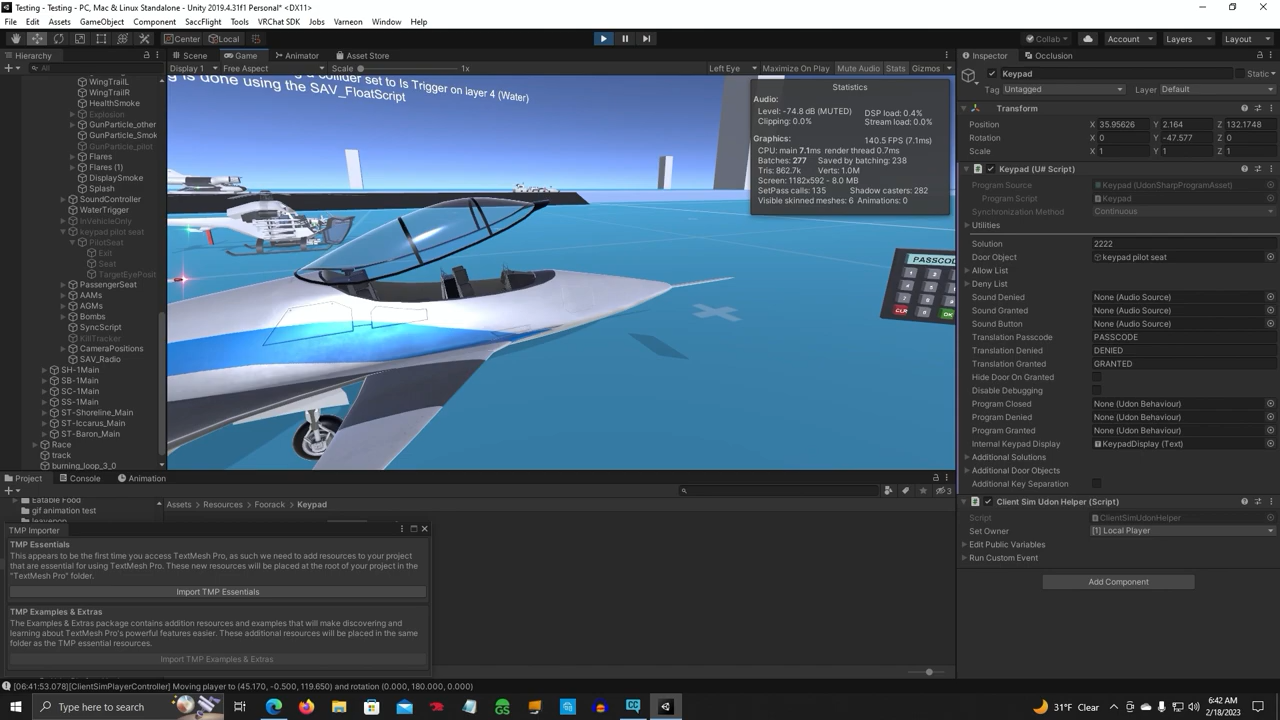 Testing - Testing - PC, Mac & Linux Standalone - Unity 2019.4.31f1 Personal* <DX11>
File Edit Assets GameObject Component SaccFlight Tools VRChat SDK Jobs Varneon Window Help
Center Local
Collab Account Layers Layout
Hierarchy
All
WingTrailL
WingTrailR
HealthSmoke
Explosion
GunParticle_other
GunParticle_Smok
GunParticle_pilot
Flares
Flares (1)
DisplaySmoke
Splash
SoundController
WaterTrigger
InVehicleOnly
keypad pilot seat
PilotSeat
Exit
Seat
TargetEyePosit
PassengerSeat
AAMs
AGMs
Bombs
SyncScript
KillTracker
CameraPositions
SAV_Radio
SH-1Main
SB-1Main
SC-1Main
SS-1Main
ST-Shoreline_Main
ST-Iccarus_Main
ST-Baron_Main
Race
track
burning_loop_3_0
Scene Game Animator Asset Store
Display 1 Free Aspect Scale 1x Left Eye Maximize On Play Mute Audio Stats Gizmos
a collider set to Is Trigger on layer 4 (Water)
g is done using the SAV_FloatScript
PASSCODE
CLR
OK
Statistics
Audio:
Level: -74.8 dB (MUTED) DSP load: 0.4%
Clipping: 0.0% Stream load: 0.0%
Graphics: 140.5 FPS (7.1ms)
CPU: main 7.1ms render thread 0.7ms
Batches: 277 Saved by batching: 238
Tris: 862.7k Verts: 1.0M
Screen: 1182x592 - 8.0 MB
SetPass calls: 135 Shadow casters: 282
Visible skinned meshes: 6 Animations: 0
Inspector Occlusion
Keypad Static
Tag Untagged Layer Default
Transform
Position X 35.95626 Y 2.164 Z 132.1748
Rotation X 0 Y -47.577 Z 0
Scale X 1 Y 1 Z 1
Keypad (U# Script)
Program Source Keypad (UdonSharpProgramAsset)
Program Script Keypad
Synchronization Method Continuous
Utilities
Solution 2222
Door Object keypad pilot seat
Allow List
Deny List
Sound Denied None (Audio Source)
Sound Granted None (Audio Source)
Sound Button None (Audio Source)
Translation Passcode PASSCODE
Translation Denied DENIED
Translation Granted GRANTED
Hide Door On Granted
Disable Debugging
Program Closed None (Udon Behaviour)
Program Denied None (Udon Behaviour)
Program Granted None (Udon Behaviour)
Internal Keypad Display KeypadDisplay (Text)
Additional Solutions
Additional Door Objects
Additional Key Separation
Client Sim Udon Helper (Script)
Script ClientSimUdonHelper
Set Owner [1] Local Player
Edit Public Variables
Run Custom Event
Add Component
Project Console Animation
3
Eatable Food
gif animation test
Assets Resources Foorack Keypad
TMP Importer
TMP Essentials
This appears to be the first time you access TextMesh Pro, as such we need to add resources to your project
that are essential for using TextMesh Pro. These new resources will be placed at the root of your project in the
"TextMesh Pro" folder.
Import TMP Essentials
TMP Examples & Extras
The Examples & Extras package contains addition resources and examples that will make discovering and
learning about TextMesh Pro's powerful features easier. These additional resources will be placed in the same
folder as the TMP essential resources.
Import TMP Examples & Extras
[06:41:53.078][ClientSimPlayerController] Moving player to (45.170, -0.500, 119.650) and rotation (0.000, 180.000, 0.000)
Type here to search
31°F Clear
6:42 AM
2/18/2023